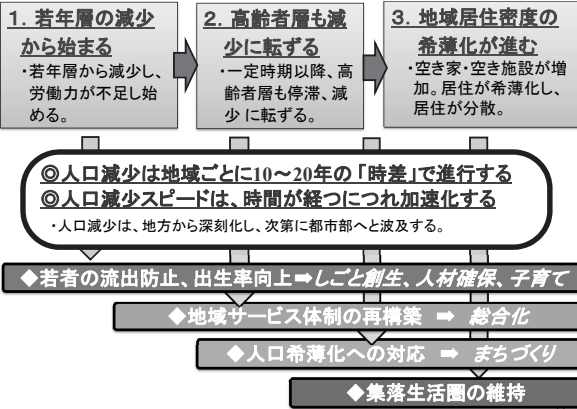 1．若年層の減少
から始まる
・若年層から減少し、
労働力が不足し始
める。
2．高齢者層も減
少に転ずる
・一定時期以降、高
齢者層も停滞、減
少 に転ずる。
3．地域居住密度の
希薄化が進む
・空き家・空き施設が増
加。居住が希薄化し、
居住が分散。
◎人口減少は地域ごとに10～20年の「時差」で進行する
◎人口減少スピードは、時間が経つにつれ加速化する
・人口減少は、地方から深刻化し、次第に都市部へと波及する。
◆若者の流出防止、出生率向上➡しごと創生、人材確保、子育て
◆地域サービス体制の再構築 ➡ 総合化
◆人口希薄化への対応 ➡ まちづくり
◆集落生活圏の維持